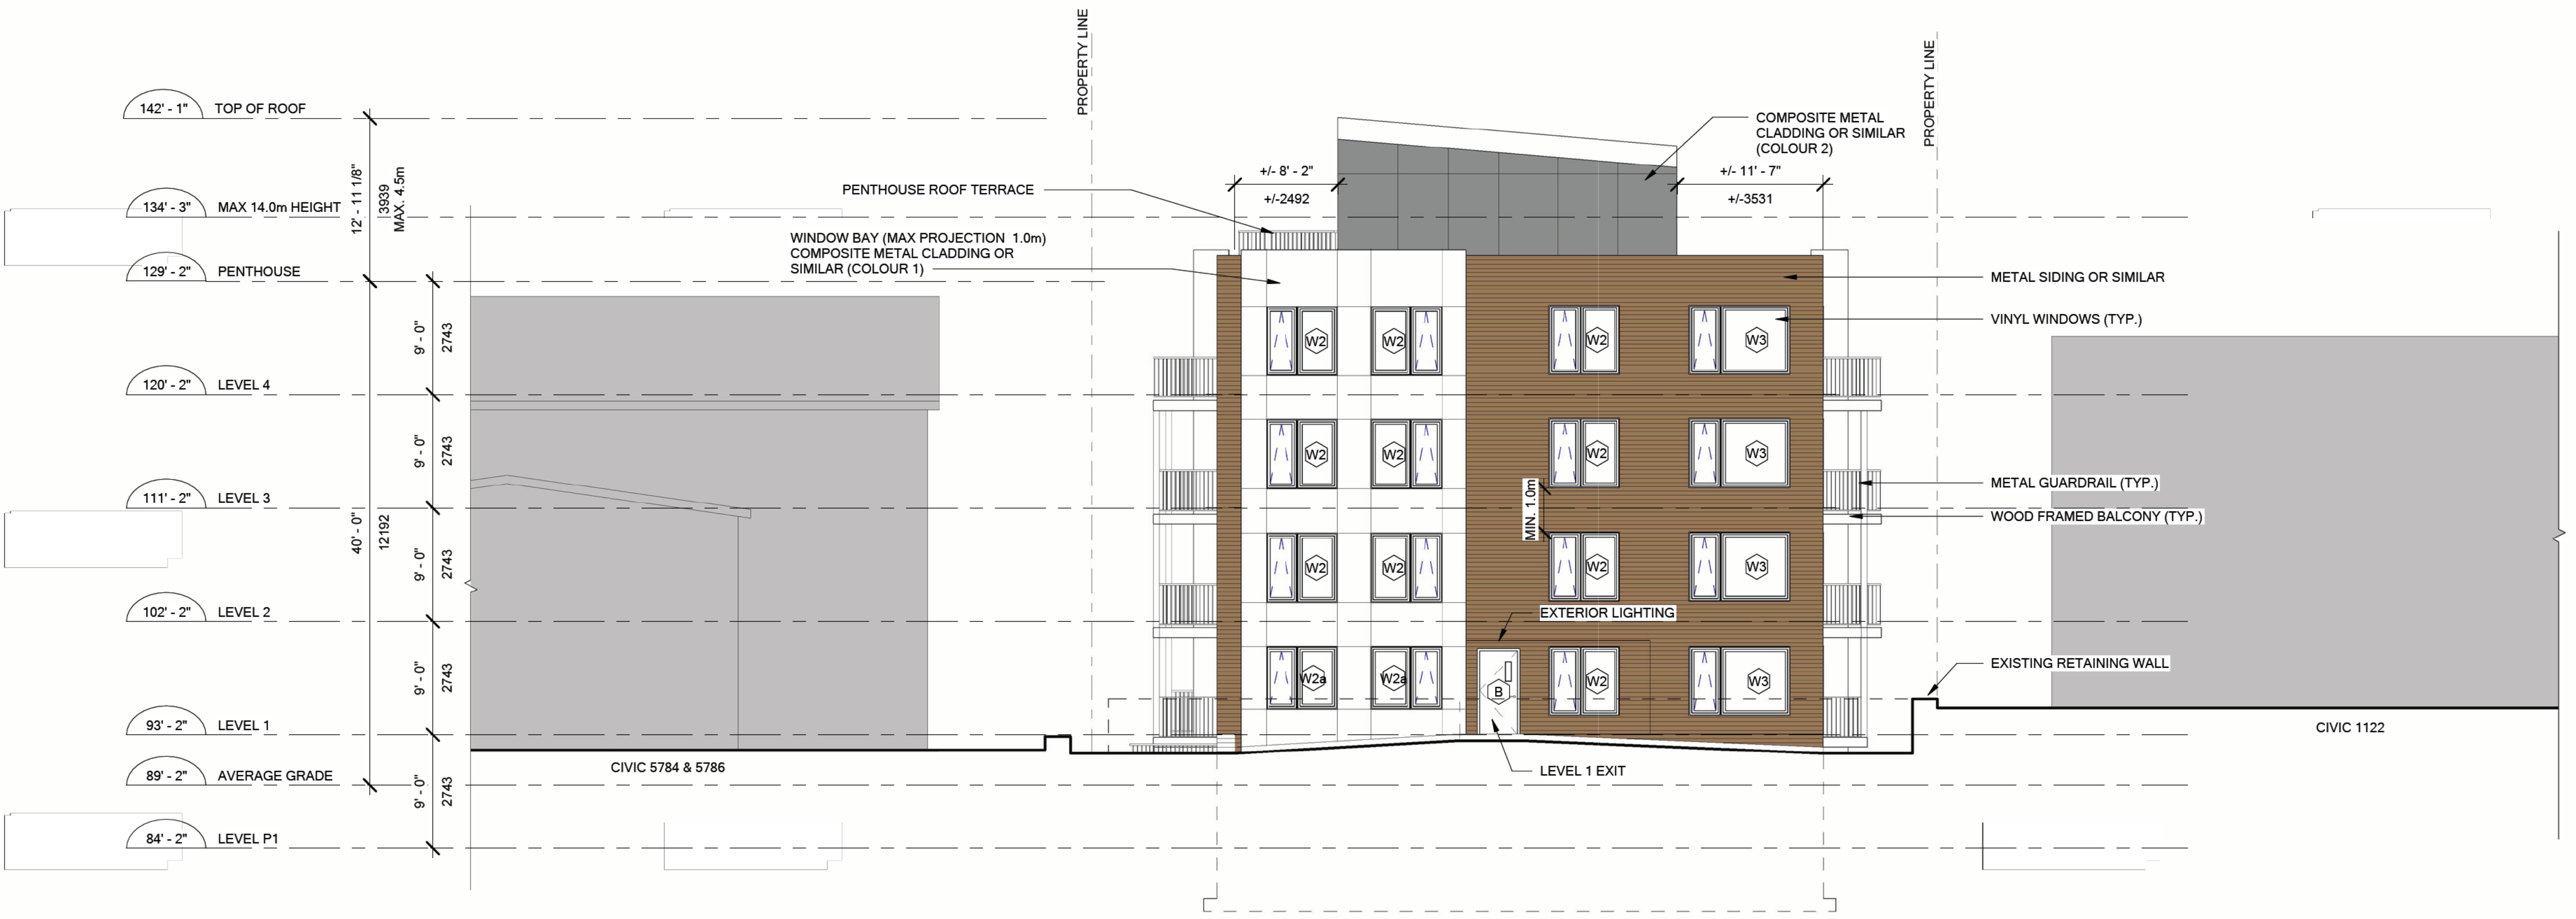 PROPERTY LINE
PROPERTY LINE
142' - 1" TOP OF ROOF
134' - 3" MAX 14.0m HEIGHT
129' - 2" PENTHOUSE
120' - 2" LEVEL 4
111' - 2" LEVEL 3
102' - 2" LEVEL 2
93' - 2" LEVEL 1
89' - 2" AVERAGE GRADE
84' - 2" LEVEL P1
12' - 11 1/8"
3939
MAX. 4.5m
40' - 0"
12192
9' - 0"
2743
9' - 0"
2743
9' - 0"
2743
9' - 0"
2743
9' - 0"
2743
PENTHOUSE ROOF TERRACE
WINDOW BAY (MAX PROJECTION 1.0m)
COMPOSITE METAL CLADDING OR
SIMILAR (COLOUR 1)
+/- 8' - 2"
+/-2492
+/- 11' - 7"
+/-3531
COMPOSITE METAL
CLADDING OR SIMILAR
(COLOUR 2)
METAL SIDING OR SIMILAR
VINYL WINDOWS (TYP.)
METAL GUARDRAIL (TYP.)
WOOD FRAMED BALCONY (TYP.)
EXISTING RETAINING WALL
W2 W2 W2 W3
W2 W2 W2 W3
MIN. 1.0m
W2 W2 W2 W3
EXTERIOR LIGHTING
W2a W2a B W2 W3
LEVEL 1 EXIT
CIVIC 5784 & 5786
CIVIC 1122